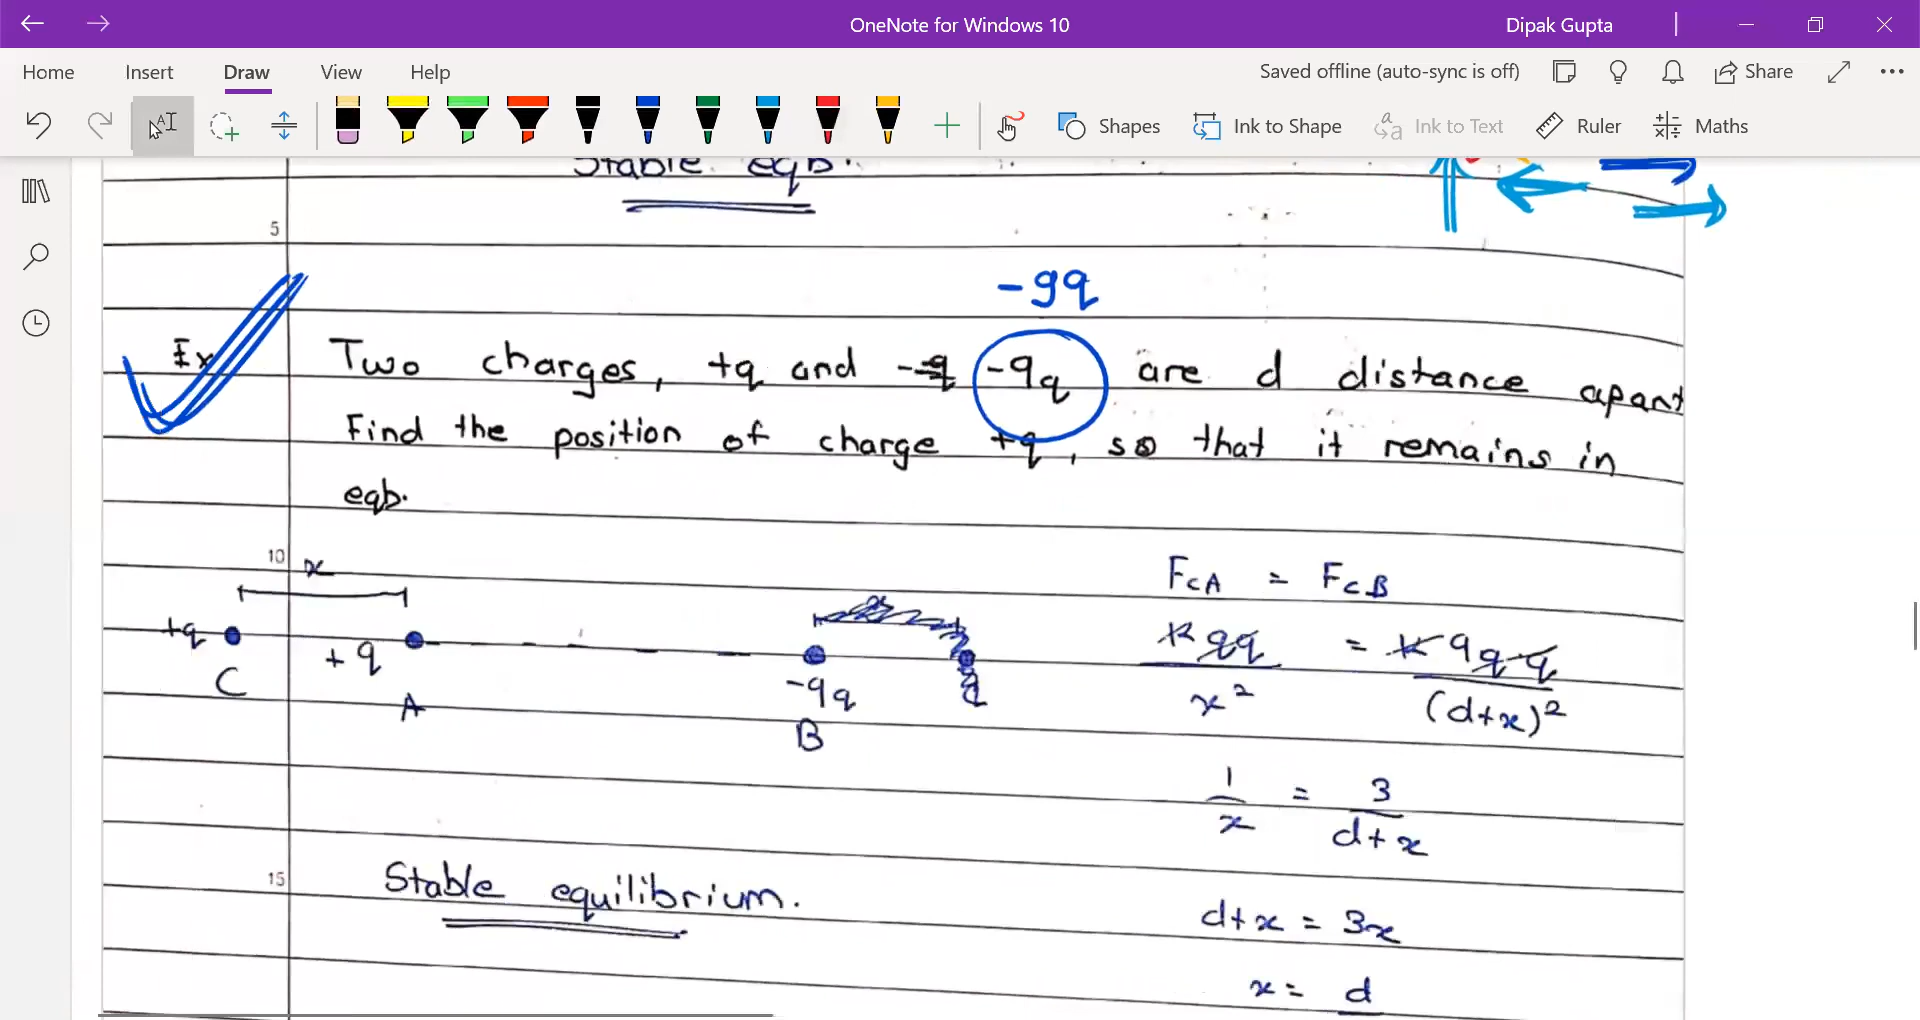 OneNote for Windows 10
Dipak Gupta
Home Insert Draw View Help
Saved offline (auto-sync is off) Share
Shapes Ink to Shape Ink to Text Ruler Maths
Stable eqb.
5
-9q
Ex Two charges, +q and -q -9q are d distance apart
Find the position of charge +q, so that it remains in
eqb.
10
x
+q
C
+q
A
-9q
B
q
F_CA = F_CB
K qq / x² = K 9q q / (d+x)²
1/x = 3/(d+x)
15
Stable equilibrium.
d+x = 3x
x = d